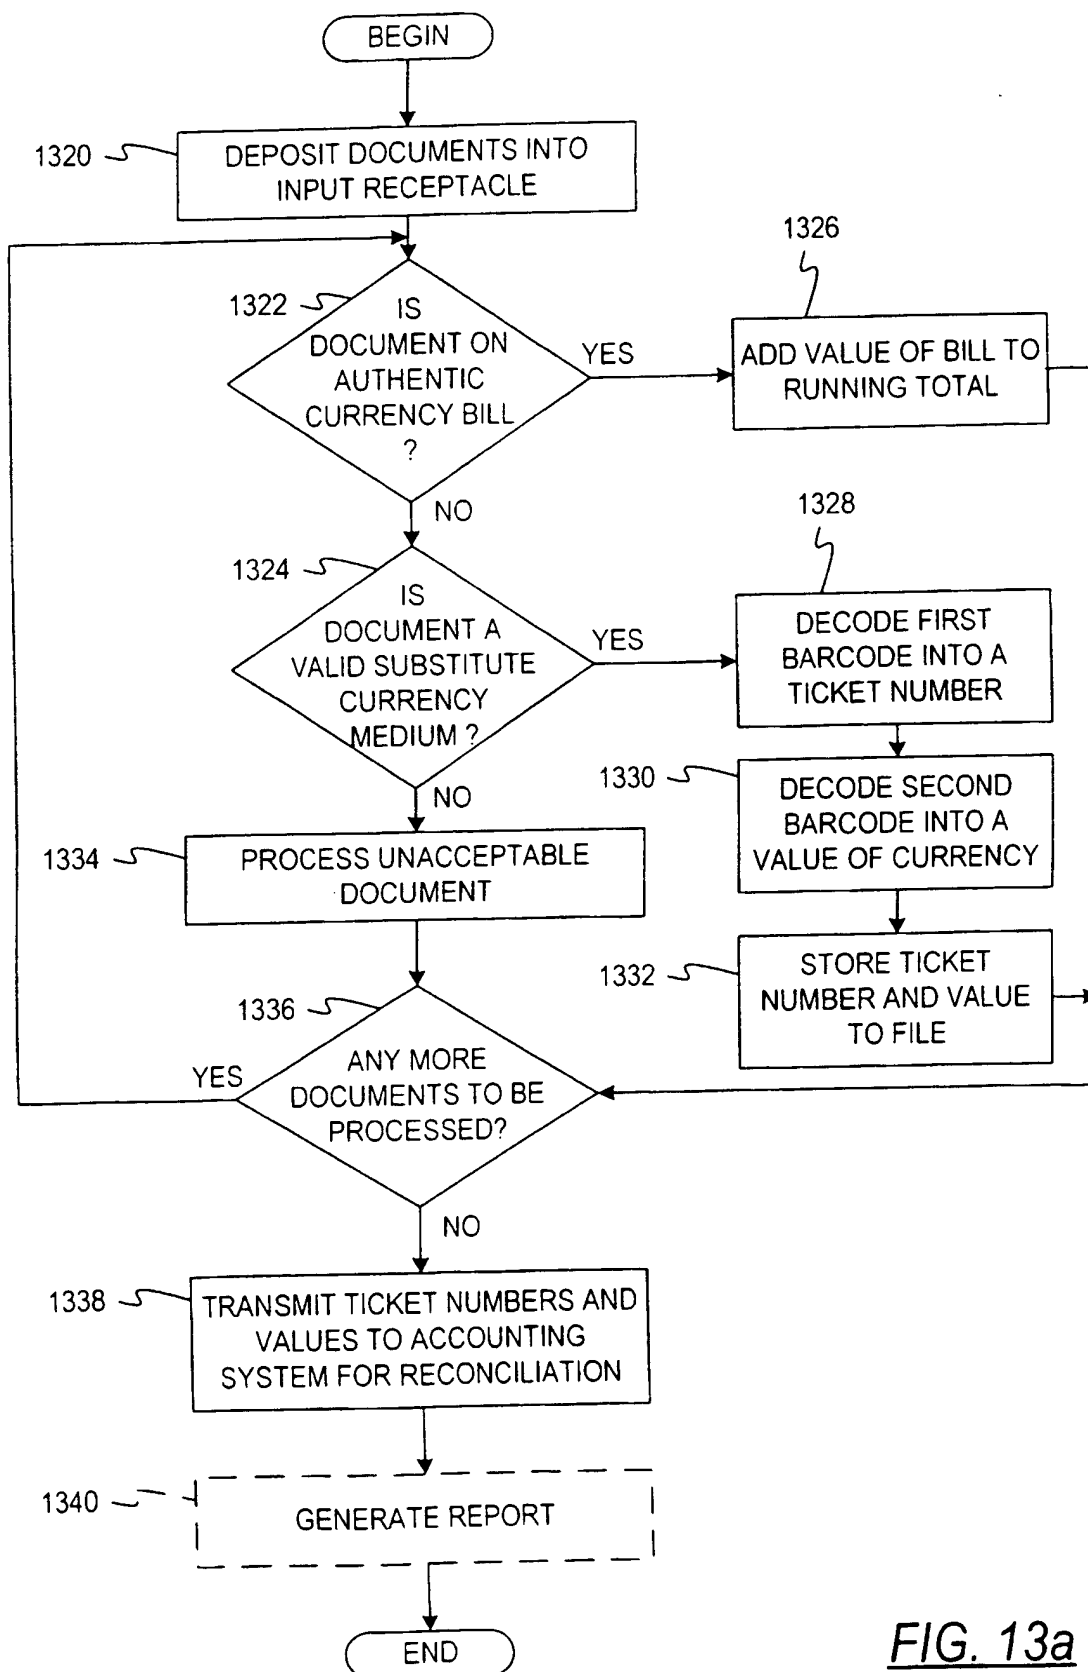 BEGIN
1320
DEPOSIT DOCUMENTS INTO
INPUT RECEPTACLE
1322
IS
DOCUMENT ON
AUTHENTIC
CURRENCY BILL
?
YES
1326
ADD VALUE OF BILL TO
RUNNING TOTAL
NO
1324
IS
DOCUMENT A
VALID SUBSTITUTE
CURRENCY
MEDIUM ?
YES
1328
DECODE FIRST
BARCODE INTO A
TICKET NUMBER
1330
DECODE SECOND
BARCODE INTO A
VALUE OF CURRENCY
1332
STORE TICKET
NUMBER AND VALUE
TO FILE
NO
1334
PROCESS UNACCEPTABLE
DOCUMENT
1336
ANY MORE
DOCUMENTS TO BE
PROCESSED?
YES
NO
1338
TRANSMIT TICKET NUMBERS AND
VALUES TO ACCOUNTING
SYSTEM FOR RECONCILIATION
1340
GENERATE REPORT
END
FIG. 13a